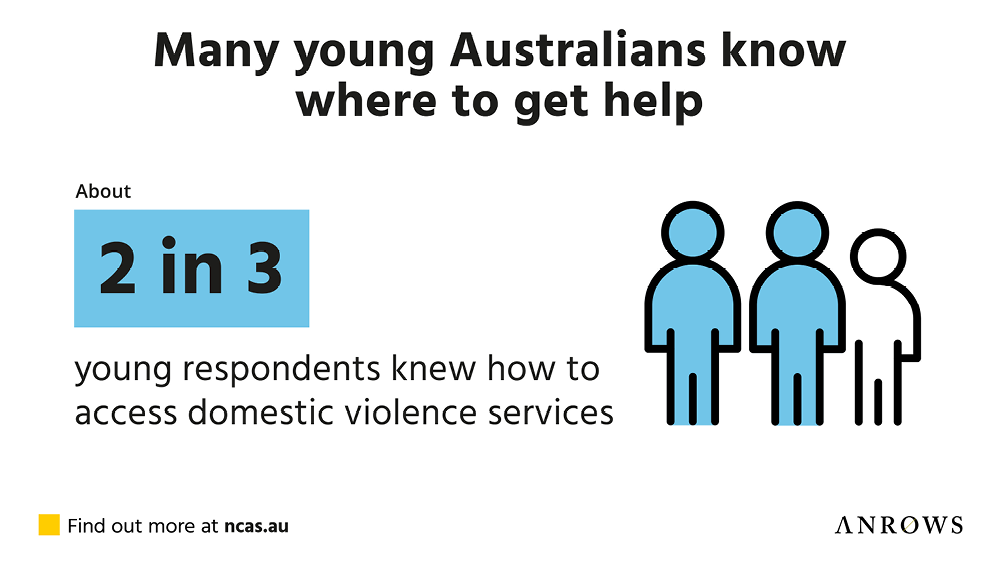 Many young Australians know
where to get help
About
2 in 3
young respondents knew how to
access domestic violence services
Find out more at ncas.au
ANROWS